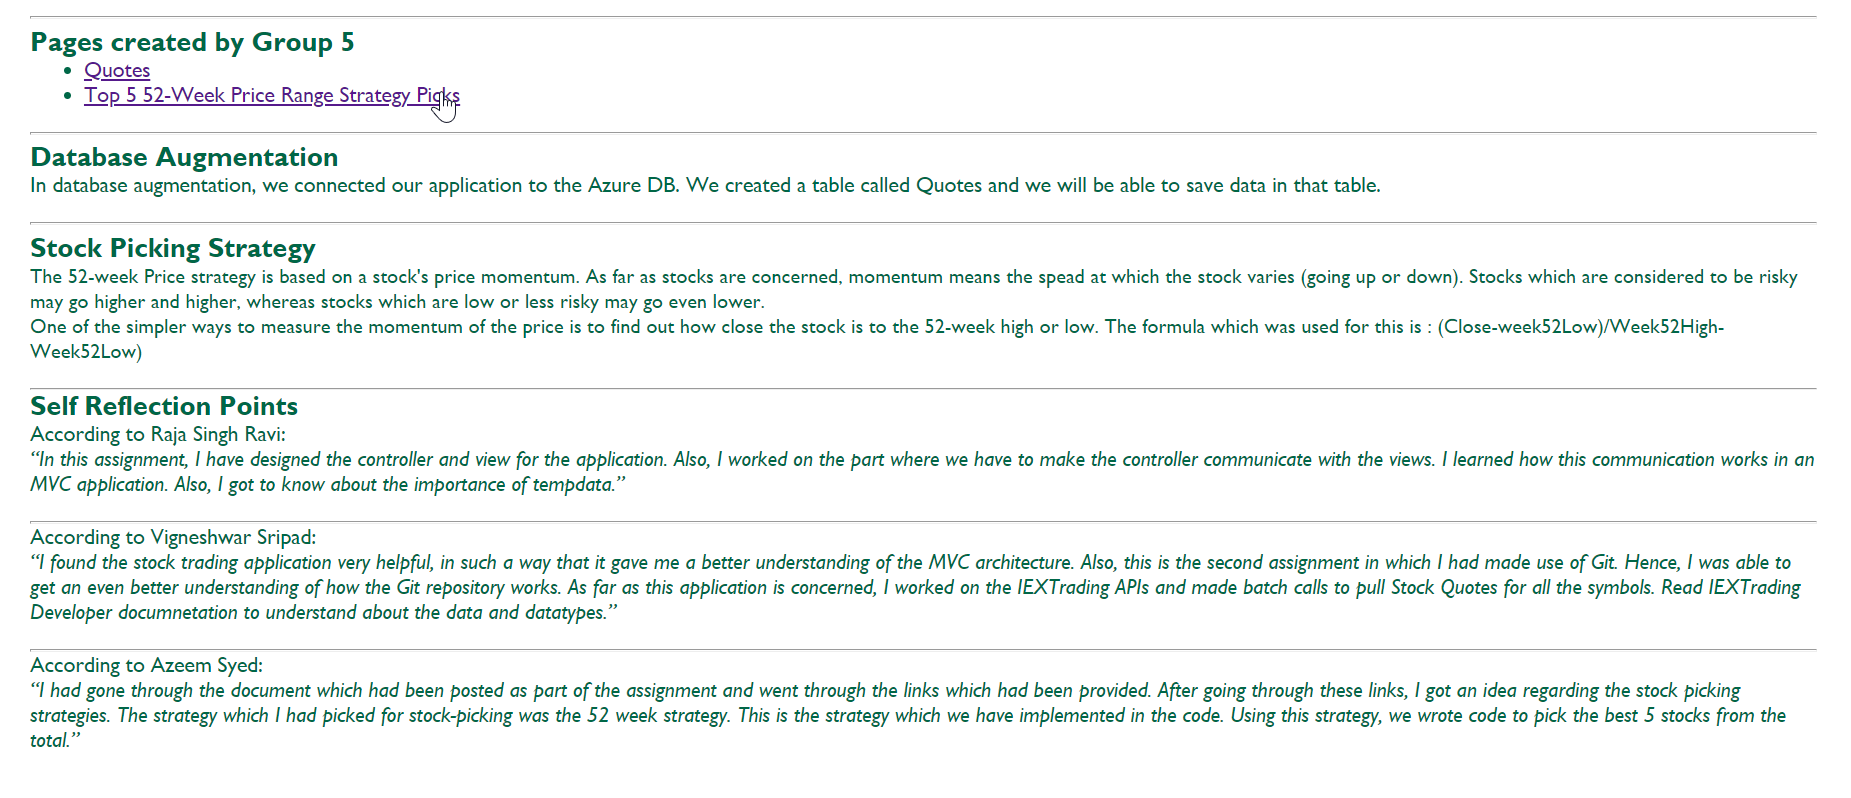 Pages created by Group 5
• Quotes
• Top 5 52-Week Price Range Strategy Picks
Database Augmentation
In database augmentation, we connected our application to the Azure DB. We created a table called Quotes and we will be able to save data in that table.
Stock Picking Strategy
The 52-week Price strategy is based on a stock's price momentum. As far as stocks are concerned, momentum means the spead at which the stock varies (going up or down). Stocks which are considered to be risky
may go higher and higher, whereas stocks which are low or less risky may go even lower.
One of the simpler ways to measure the momentum of the price is to find out how close the stock is to the 52-week high or low. The formula which was used for this is : (Close-week52Low)/Week52High-
Week52Low)
Self Reflection Points
According to Raja Singh Ravi:
“In this assignment, I have designed the controller and view for the application. Also, I worked on the part where we have to make the controller communicate with the views. I learned how this communication works in an
MVC application. Also, I got to know about the importance of tempdata.”
According to Vigneshwar Sripad:
“I found the stock trading application very helpful, in such a way that it gave me a better understanding of the MVC architecture. Also, this is the second assignment in which I had made use of Git. Hence, I was able to
get an even better understanding of how the Git repository works. As far as this application is concerned, I worked on the IEXTrading APIs and made batch calls to pull Stock Quotes for all the symbols. Read IEXTrading
Developer documnetation to understand about the data and datatypes.”
According to Azeem Syed:
“I had gone through the document which had been posted as part of the assignment and went through the links which had been provided. After going through these links, I got an idea regarding the stock picking
strategies. The strategy which I had picked for stock-picking was the 52 week strategy. This is the strategy which we have implemented in the code. Using this strategy, we wrote code to pick the best 5 stocks from the
total.”